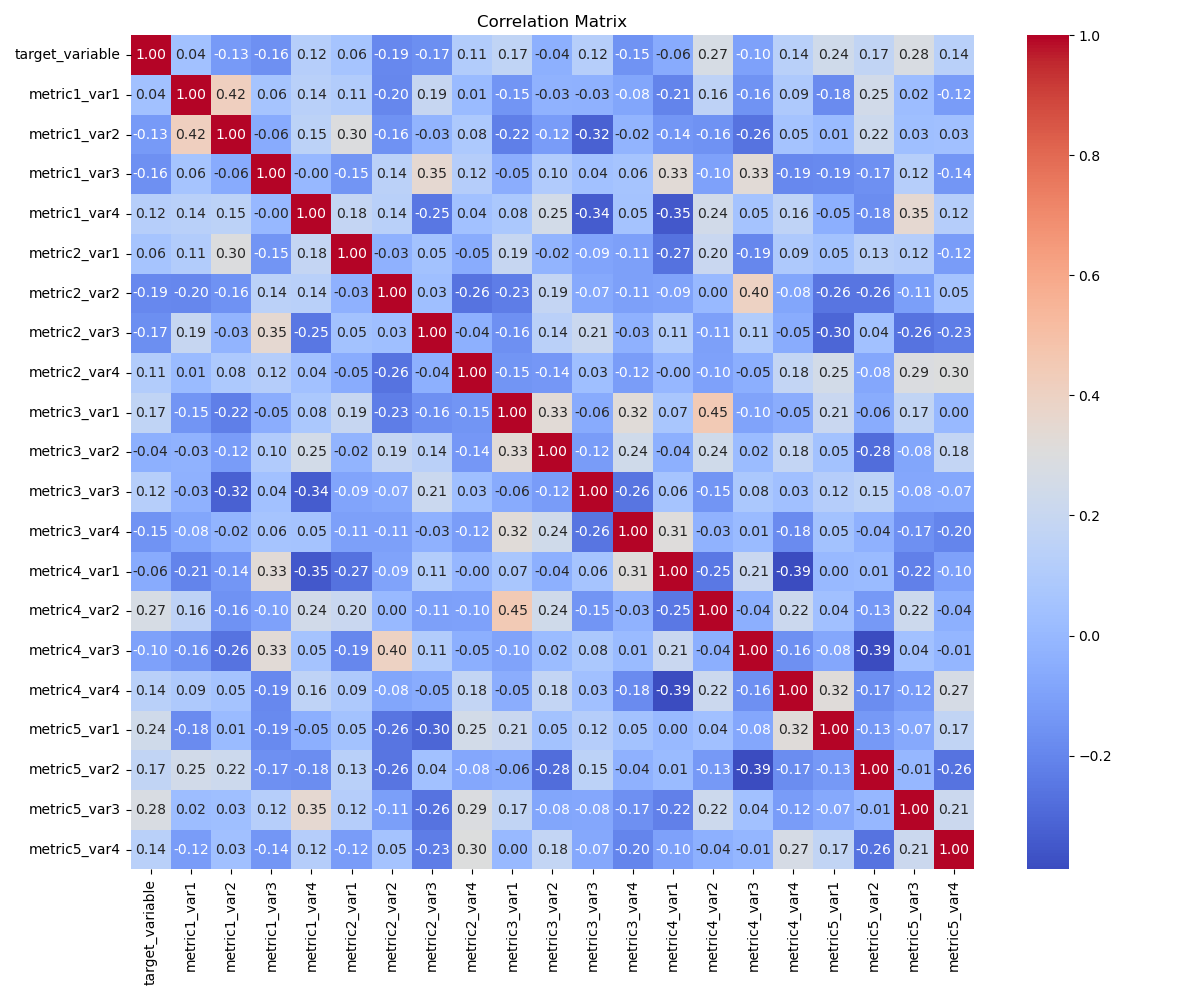 Correlation Matrix
target_variable 1.00 0.04 -0.13 -0.16 0.12 0.06 -0.19 -0.17 0.11 0.17 -0.04 0.12 -0.15 -0.06 0.27 -0.10 0.14 0.24 0.17 0.28 0.14
metric1_var1 0.04 1.00 0.42 0.06 0.14 0.11 -0.20 0.19 0.01 -0.15 -0.03 -0.03 -0.08 -0.21 0.16 -0.16 0.09 -0.18 0.25 0.02 -0.12
metric1_var2 -0.13 0.42 1.00 -0.06 0.15 0.30 -0.16 -0.03 0.08 -0.22 -0.12 -0.32 -0.02 -0.14 -0.16 -0.26 0.05 0.01 0.22 0.03 0.03
metric1_var3 -0.16 0.06 -0.06 1.00 -0.00 -0.15 0.14 0.35 0.12 -0.05 0.10 0.04 0.06 0.33 -0.10 0.33 -0.19 -0.19 -0.17 0.12 -0.14
metric1_var4 0.12 0.14 0.15 -0.00 1.00 0.18 0.14 -0.25 0.04 0.08 0.25 -0.34 0.05 -0.35 0.24 0.05 0.16 -0.05 -0.18 0.35 0.12
metric2_var1 0.06 0.11 0.30 -0.15 0.18 1.00 -0.03 0.05 -0.05 0.19 -0.02 -0.09 -0.11 -0.27 0.20 -0.19 0.09 0.05 0.13 0.12 -0.12
metric2_var2 -0.19 -0.20 -0.16 0.14 0.14 -0.03 1.00 0.03 -0.26 -0.23 0.19 -0.07 -0.11 -0.09 0.00 0.40 -0.08 -0.26 -0.26 -0.11 0.05
metric2_var3 -0.17 0.19 -0.03 0.35 -0.25 0.05 0.03 1.00 -0.04 -0.16 0.14 0.21 -0.03 0.11 -0.11 0.11 -0.05 -0.30 0.04 -0.26 -0.23
metric2_var4 0.11 0.01 0.08 0.12 0.04 -0.05 -0.26 -0.04 1.00 -0.15 -0.14 0.03 -0.12 -0.00 -0.10 -0.05 0.18 0.25 -0.08 0.29 0.30
metric3_var1 0.17 -0.15 -0.22 -0.05 0.08 0.19 -0.23 -0.16 -0.15 1.00 0.33 -0.06 0.32 0.07 0.45 -0.10 -0.05 0.21 -0.06 0.17 0.00
metric3_var2 -0.04 -0.03 -0.12 0.10 0.25 -0.02 0.19 0.14 -0.14 0.33 1.00 -0.12 0.24 -0.04 0.24 0.02 0.18 0.05 -0.28 -0.08 0.18
metric3_var3 0.12 -0.03 -0.32 0.04 -0.34 -0.09 -0.07 0.21 0.03 -0.06 -0.12 1.00 -0.26 0.06 -0.15 0.08 0.03 0.12 0.15 -0.08 -0.07
metric3_var4 -0.15 -0.08 -0.02 0.06 0.05 -0.11 -0.11 -0.03 -0.12 0.32 0.24 -0.26 1.00 0.31 -0.03 0.01 -0.18 0.05 -0.04 -0.17 -0.20
metric4_var1 -0.06 -0.21 -0.14 0.33 -0.35 -0.27 -0.09 0.11 -0.00 0.07 -0.04 0.06 0.31 1.00 -0.25 0.21 -0.39 0.00 0.01 -0.22 -0.10
metric4_var2 0.27 0.16 -0.16 -0.10 0.24 0.20 0.00 -0.11 -0.10 0.45 0.24 -0.15 -0.03 -0.25 1.00 -0.04 0.22 0.04 -0.13 0.22 -0.04
metric4_var3 -0.10 -0.16 -0.26 0.33 0.05 -0.19 0.40 0.11 -0.05 -0.10 0.02 0.08 0.01 0.21 -0.04 1.00 -0.16 -0.08 -0.39 0.04 -0.01
metric4_var4 0.14 0.09 0.05 -0.19 0.16 0.09 -0.08 -0.05 0.18 -0.05 0.18 0.03 -0.18 -0.39 0.22 -0.16 1.00 0.32 -0.17 -0.12 0.27
metric5_var1 0.24 -0.18 0.01 -0.19 -0.05 0.05 -0.26 -0.30 0.25 0.21 0.05 0.12 0.05 0.00 0.04 -0.08 0.32 1.00 -0.13 -0.07 0.17
metric5_var2 0.17 0.25 0.22 -0.17 -0.18 0.13 -0.26 0.04 -0.08 -0.06 -0.28 0.15 -0.04 0.01 -0.13 -0.39 -0.17 -0.13 1.00 -0.01 -0.26
metric5_var3 0.28 0.02 0.03 0.12 0.35 0.12 -0.11 -0.26 0.29 0.17 -0.08 -0.08 -0.17 -0.22 0.22 0.04 -0.12 -0.07 -0.01 1.00 0.21
metric5_var4 0.14 -0.12 0.03 -0.14 0.12 -0.12 0.05 -0.23 0.30 0.00 0.18 -0.07 -0.20 -0.10 -0.04 -0.01 0.27 0.17 -0.26 0.21 1.00
target_variable
metric1_var1
metric1_var2
metric1_var3
metric1_var4
metric2_var1
metric2_var2
metric2_var3
metric2_var4
metric3_var1
metric3_var2
metric3_var3
metric3_var4
metric4_var1
metric4_var2
metric4_var3
metric4_var4
metric5_var1
metric5_var2
metric5_var3
metric5_var4
1.0
0.8
0.6
0.4
0.2
0.0
−0.2